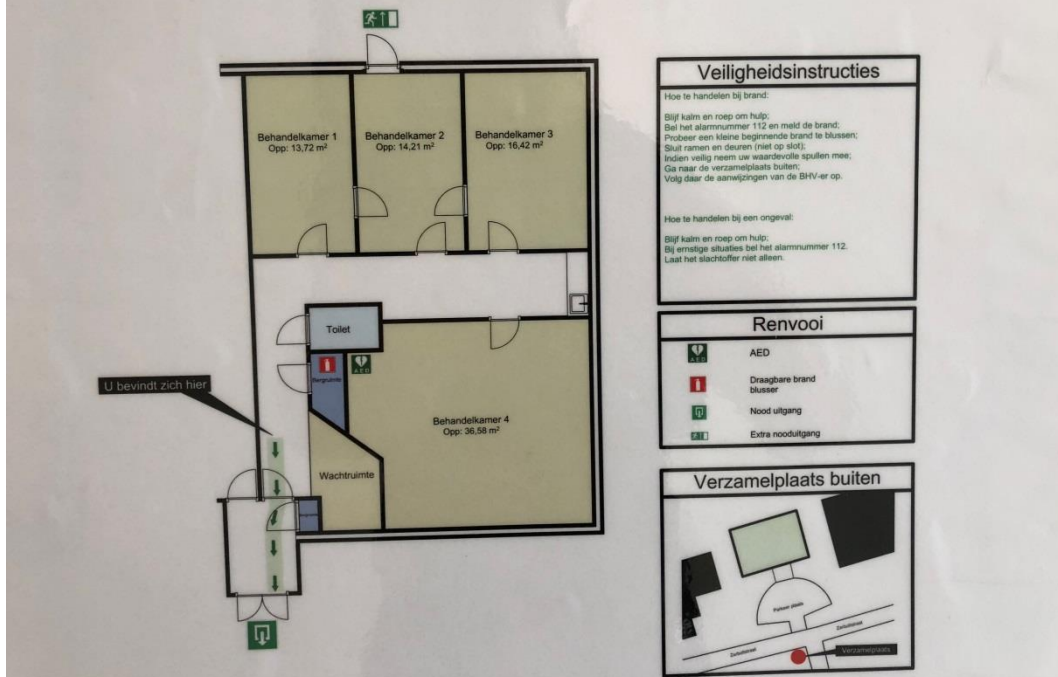 Behandelkamer 1
Opp: 13,72 m²
Behandelkamer 2
Opp: 14,21 m²
Behandelkamer 3
Opp: 16,42 m²
Toilet
AED
Bergruimte
U bevindt zich hier
Behandelkamer 4
Opp: 36,58 m²
Wachtruimte
Veiligheidsinstructies
Hoe te handelen bij brand:
Blijf kalm en roep om hulp;
Bel het alarmnummer 112 en meld de brand;
Probeer een kleine beginnende brand te blussen;
Sluit ramen en deuren (niet op slot);
Indien veilig neem uw waardevolle spullen mee;
Ga naar de verzamelplaats buiten;
Volg daar de aanwijzingen van de BHV-er op.
Hoe te handelen bij een ongeval:
Blijf kalm en roep om hulp;
Bij ernstige situaties bel het alarmnummer 112.
Laat het slachtoffer niet alleen.
Renvooi
AED
AED
Draagbare brand
blusser
Nood uitgang
Extra nooduitgang
Verzamelplaats buiten
Parkeer plaats
Verzamelplaats